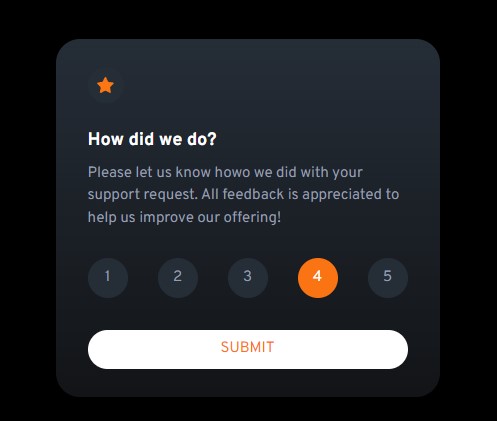 How did we do?
Please let us know howo we did with your
support request. All feedback is appreciated to
help us improve our offering!
1 2 3 4 5
SUBMIT